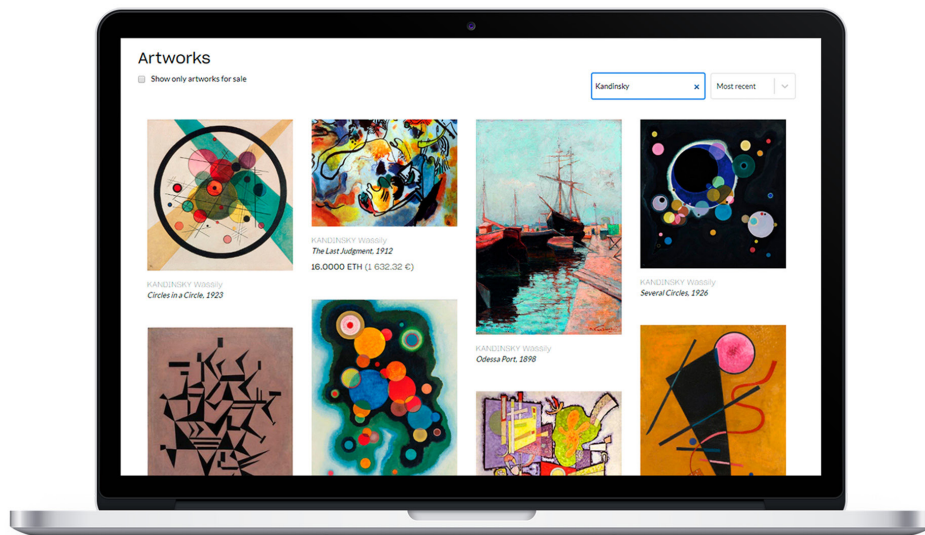 Artworks
Show only artworks for sale
Kandinsky ×
Most recent
KANDINSKY Wassily
Circles in a Circle, 1923
KANDINSKY Wassily
The Last Judgment, 1912
16.0000 ETH (1 632.32 €)
KANDINSKY Wassily
Odessa Port, 1898
KANDINSKY Wassily
Several Circles, 1926